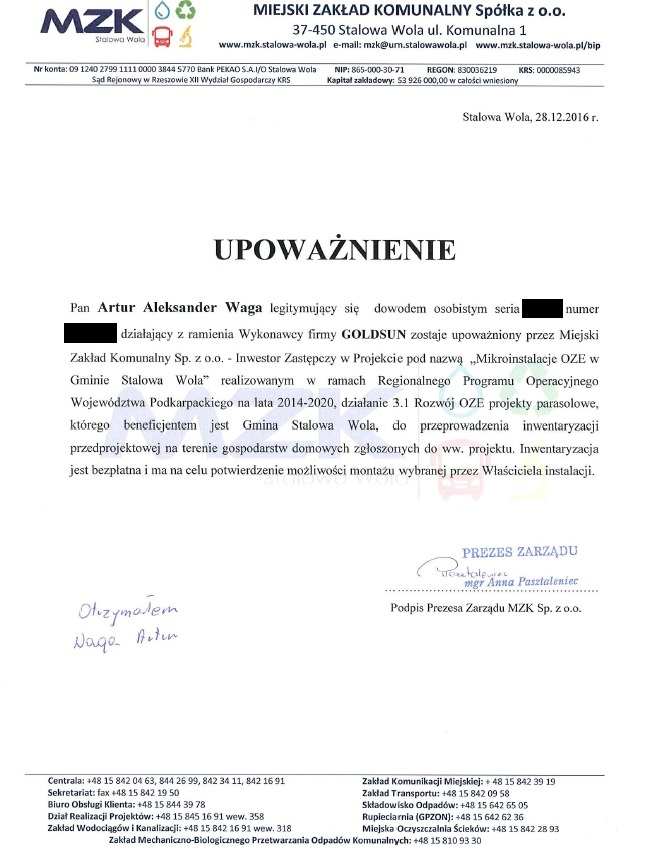 MZK
Stalowa Wola
MIEJSKI ZAKŁAD KOMUNALNY Spółka z o.o.
37-450 Stalowa Wola ul. Komunalna 1
www.mzk.stalowa-wola.pl e-mail: mzk@um.stalowawola.pl www.mzk.stalowa-wola.pl/bip
Nr konta: 09 1240 2799 1111 0000 3844 5770 Bank PEKAO S.A.I/O Stalowa Wola NIP: 865-000-30-71 REGON: 830036219 KRS: 0000085943
Sąd Rejonowy w Rzeszowie XII Wydział Gospodarczy KRS Kapitał zakładowy: 53 926 000,00 w całości wniesiony
Stalowa Wola, 28.12.2016 r.
UPOWAŻNIENIE
Pan Artur Aleksander Waga legitymujący się dowodem osobistym seria numer
działający z ramienia Wykonawcy firmy GOLDSUN zostaje upoważniony przez Miejski
Zakład Komunalny Sp. z o.o. - Inwestor Zastępczy w Projekcie pod nazwą „Mikroinstalacje OZE w
Gminie Stalowa Wola” realizowanym w ramach Regionalnego Programu Operacyjnego
Województwa Podkarpackiego na lata 2014-2020, działanie 3.1 Rozwój OZE projekty parasolowe,
którego beneficjentem jest Gmina Stalowa Wola, do przeprowadzenia inwentaryzacji
przedprojektowej na terenie gospodarstw domowych zgłoszonych do ww. projektu. Inwentaryzacja
jest bezpłatna i ma na celu potwierdzenie możliwości montażu wybranej przez Właściciela instalacji.
MZK
Stalowa Wola
PREZES ZARZĄDU
Pasztaleniec
mgr Anna Pasztaleniec
Podpis Prezesa Zarządu MZK Sp. z o.o.
Otrzymałem
Waga Artur
Centrala: +48 15 842 04 63, 844 26 99, 842 34 11, 842 16 91
Sekretariat: fax +48 15 842 19 50
Biuro Obsługi Klienta: +48 15 844 39 78
Dział Realizacji Projektów: +48 15 845 16 91 wew. 358
Zakład Wodociągów i Kanalizacji: +48 15 842 16 91 wew. 318
Zakład Komunikacji Miejskiej: + 48 15 842 39 19
Zakład Transportu: +48 15 842 09 58
Składowisko Odpadów: +48 15 642 65 05
Rupieciarnia (GPZON): +48 15 642 62 36
Miejska Oczyszczalnia Ścieków: +48 15 842 28 93
Zakład Mechaniczno-Biologicznego Przetwarzania Odpadów Komunalnych: +48 15 810 93 30